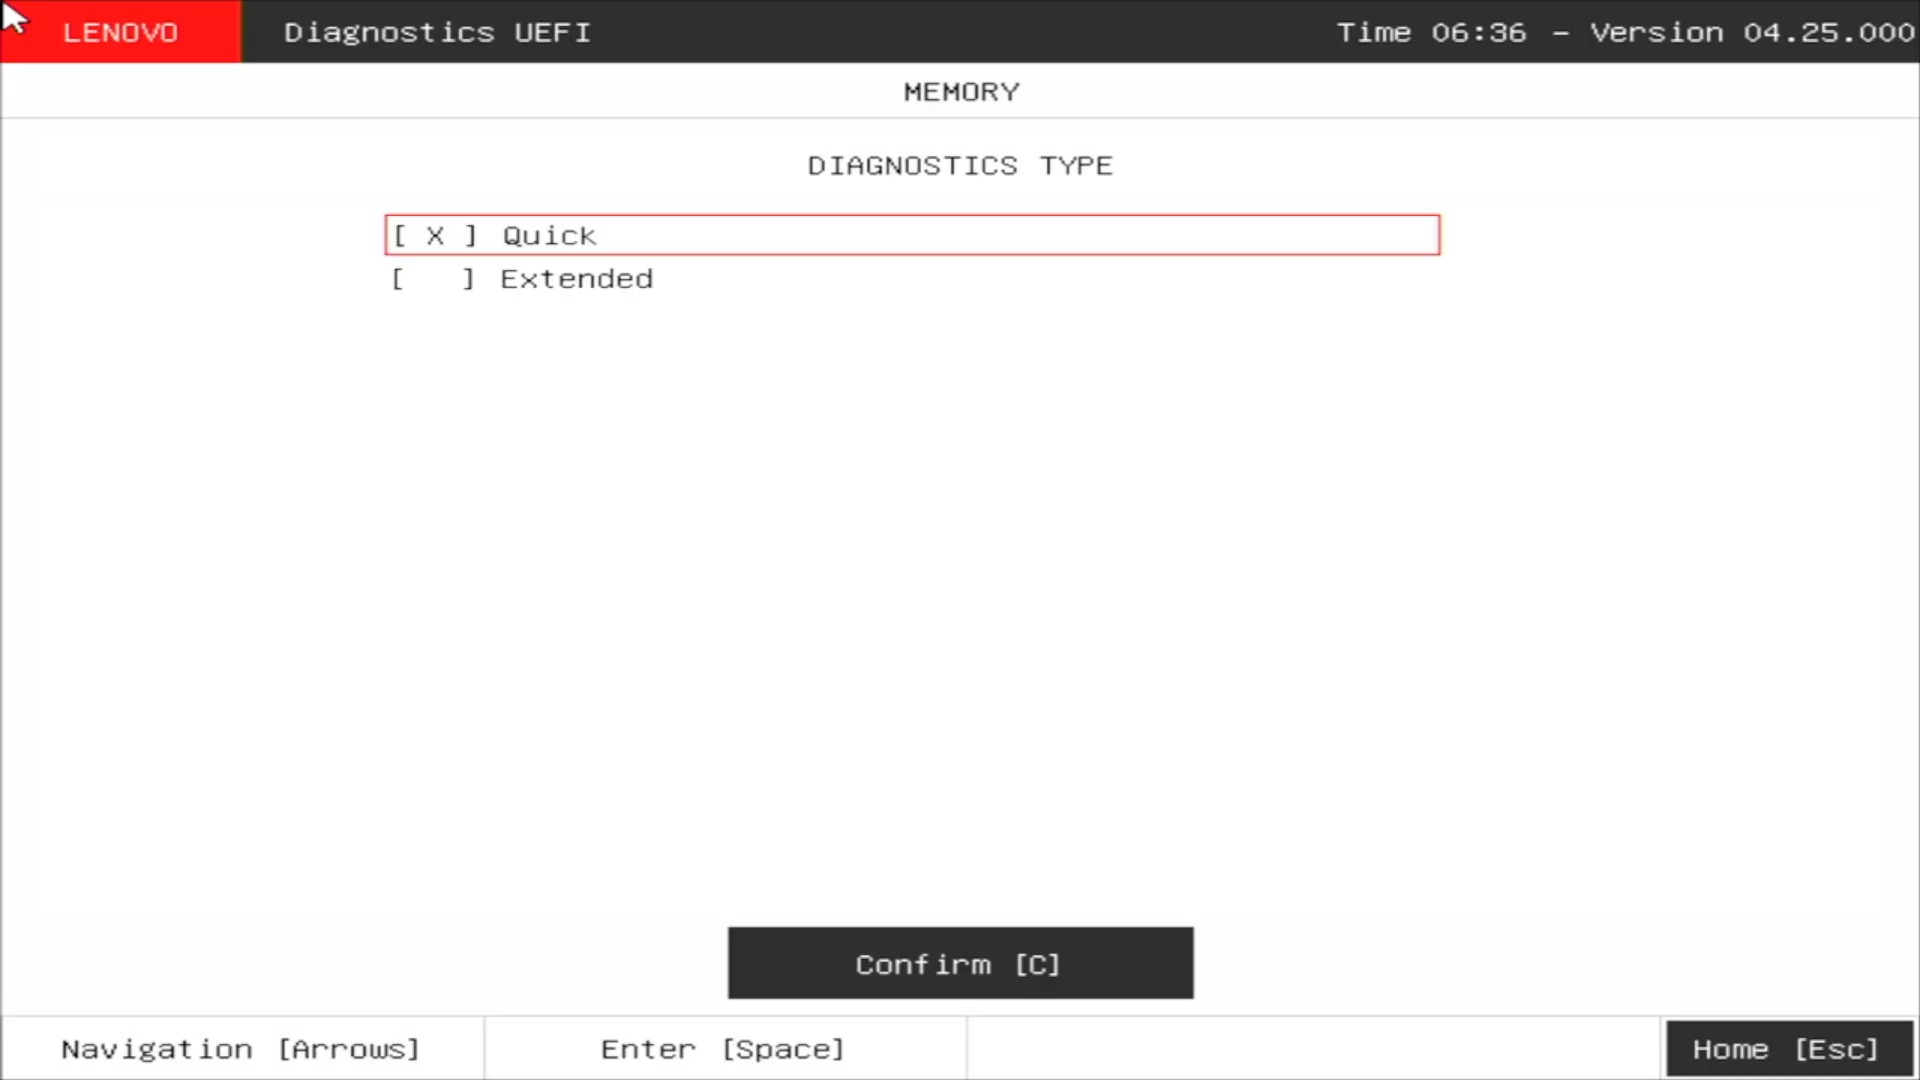 LENOVO Diagnostics UEFI Time 06:36 - Version 04.25.000
MEMORY
DIAGNOSTICS TYPE
[ X ] Quick
[   ] Extended
Confirm [C]
Navigation [Arrows] Enter [Space] Home [Esc]